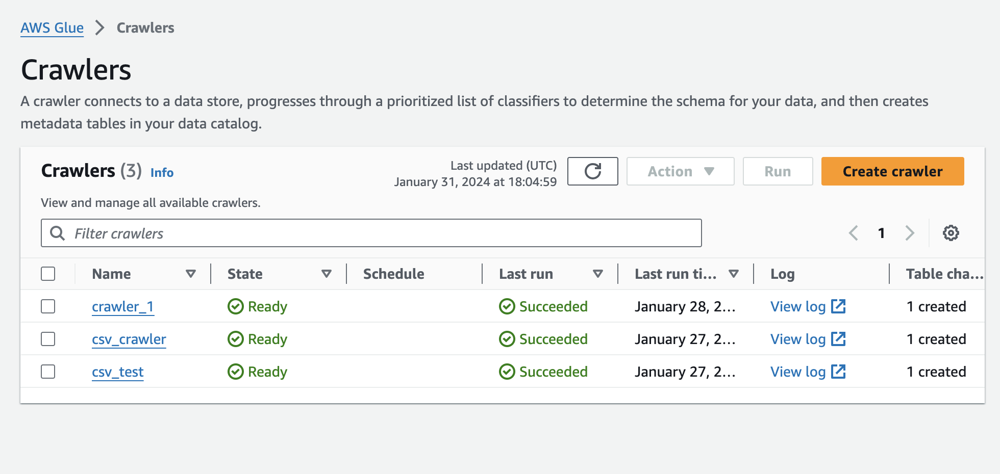 AWS Glue Crawlers
Crawlers
A crawler connects to a data store, progresses through a prioritized list of classifiers to determine the schema for your data, and then creates
metadata tables in your data catalog.
Crawlers (3) Info
Last updated (UTC)
January 31, 2024 at 18:04:59
Action
Run
Create crawler
View and manage all available crawlers.
Filter crawlers
1
Name State Schedule Last run Last run ti... Log Table cha...
crawler_1 Ready Succeeded January 28, 2... View log 1 created
csv_crawler Ready Succeeded January 27, 2... View log 1 created
csv_test Ready Succeeded January 27, 2... View log 1 created